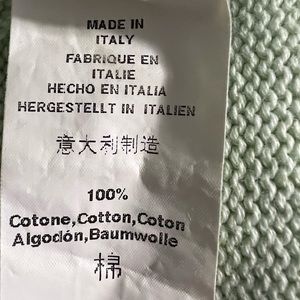 MADE IN
ITALY
FABRIQUE EN
ITALIE
HECHO EN ITALIA
HERGESTELLT IN ITALIEN
意大利制造
100%
Cotone,Cotton,Coton
Algodón,Baumwolle
棉